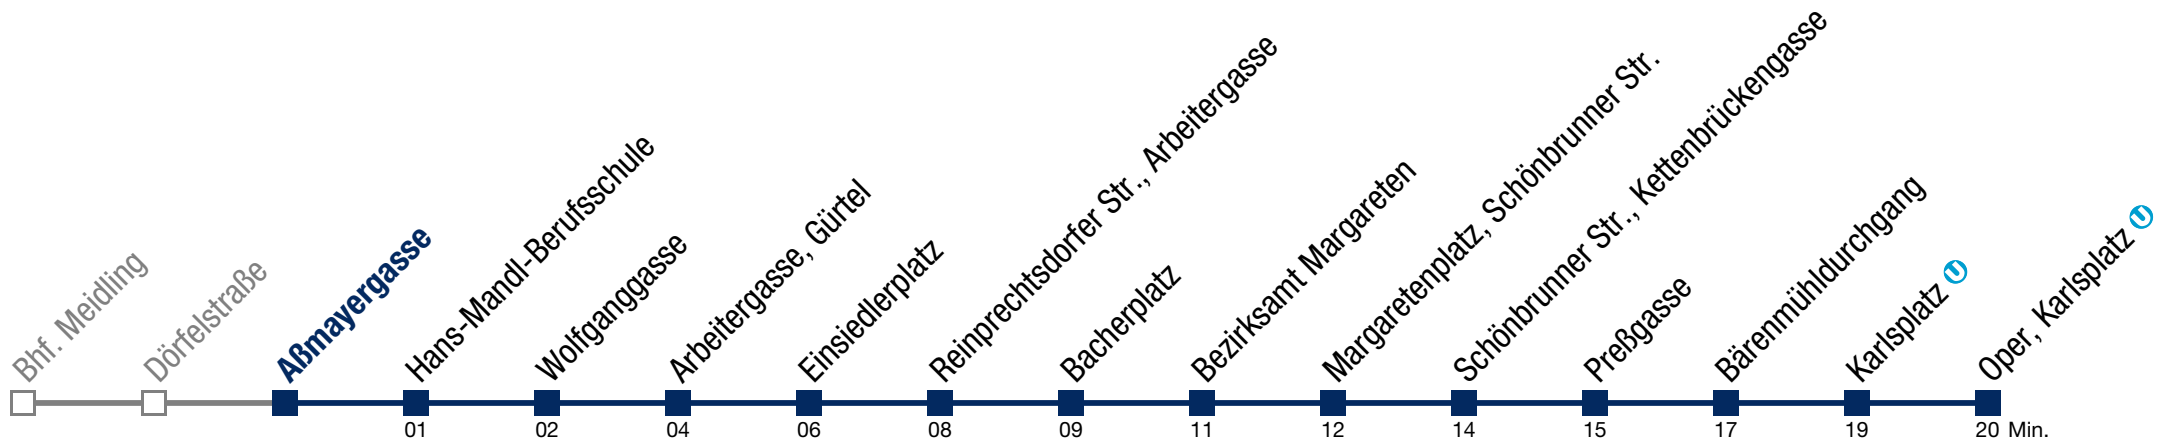 Bhf. Meidling
Dörfelstraße
Aßmayergasse
Hans-Mandl-Berufsschule
Wolfganggasse
Arbeitergasse, Gürtel
Einsiedlerplatz
Reinprechtsdorfer Str., Arbeitergasse
Bacherplatz
Bezirksamt Margareten
Margaretenplatz, Schönbrunner Str.
Schönbrunner Str., Kettenbrückengasse
Preßgasse
Bärenmühldurchgang
Karlsplatz U
Oper, Karlsplatz U
01 02 04 06 08 09 11 12 14 15 17 19 20 Min.